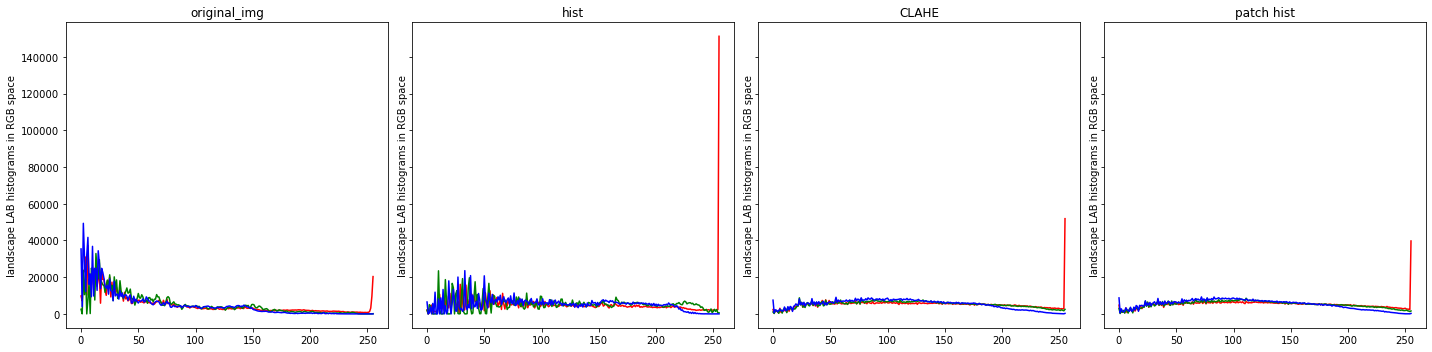 original_img
hist
CLAHE
patch hist
landscape LAB histograms in RGB space
landscape LAB histograms in RGB space
landscape LAB histograms in RGB space
landscape LAB histograms in RGB space
140000
120000
100000
80000
60000
40000
20000
0
0 50 100 150 200 250
0 50 100 150 200 250
0 50 100 150 200 250
0 50 100 150 200 250